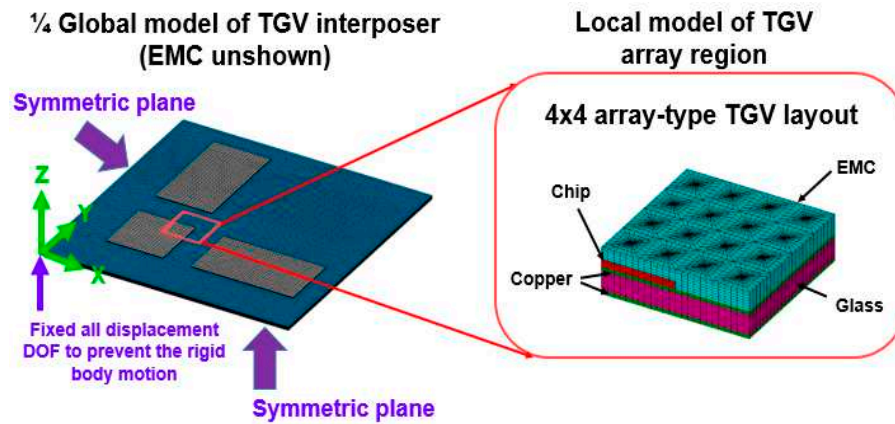 ¼ Global model of TGV interposer
(EMC unshown)
Symmetric plane
Z
Y
X
Fixed all displacement
DOF to prevent the rigid
body motion
Symmetric plane
Local model of TGV
array region
4x4 array-type TGV layout
EMC
Chip
Copper
Glass